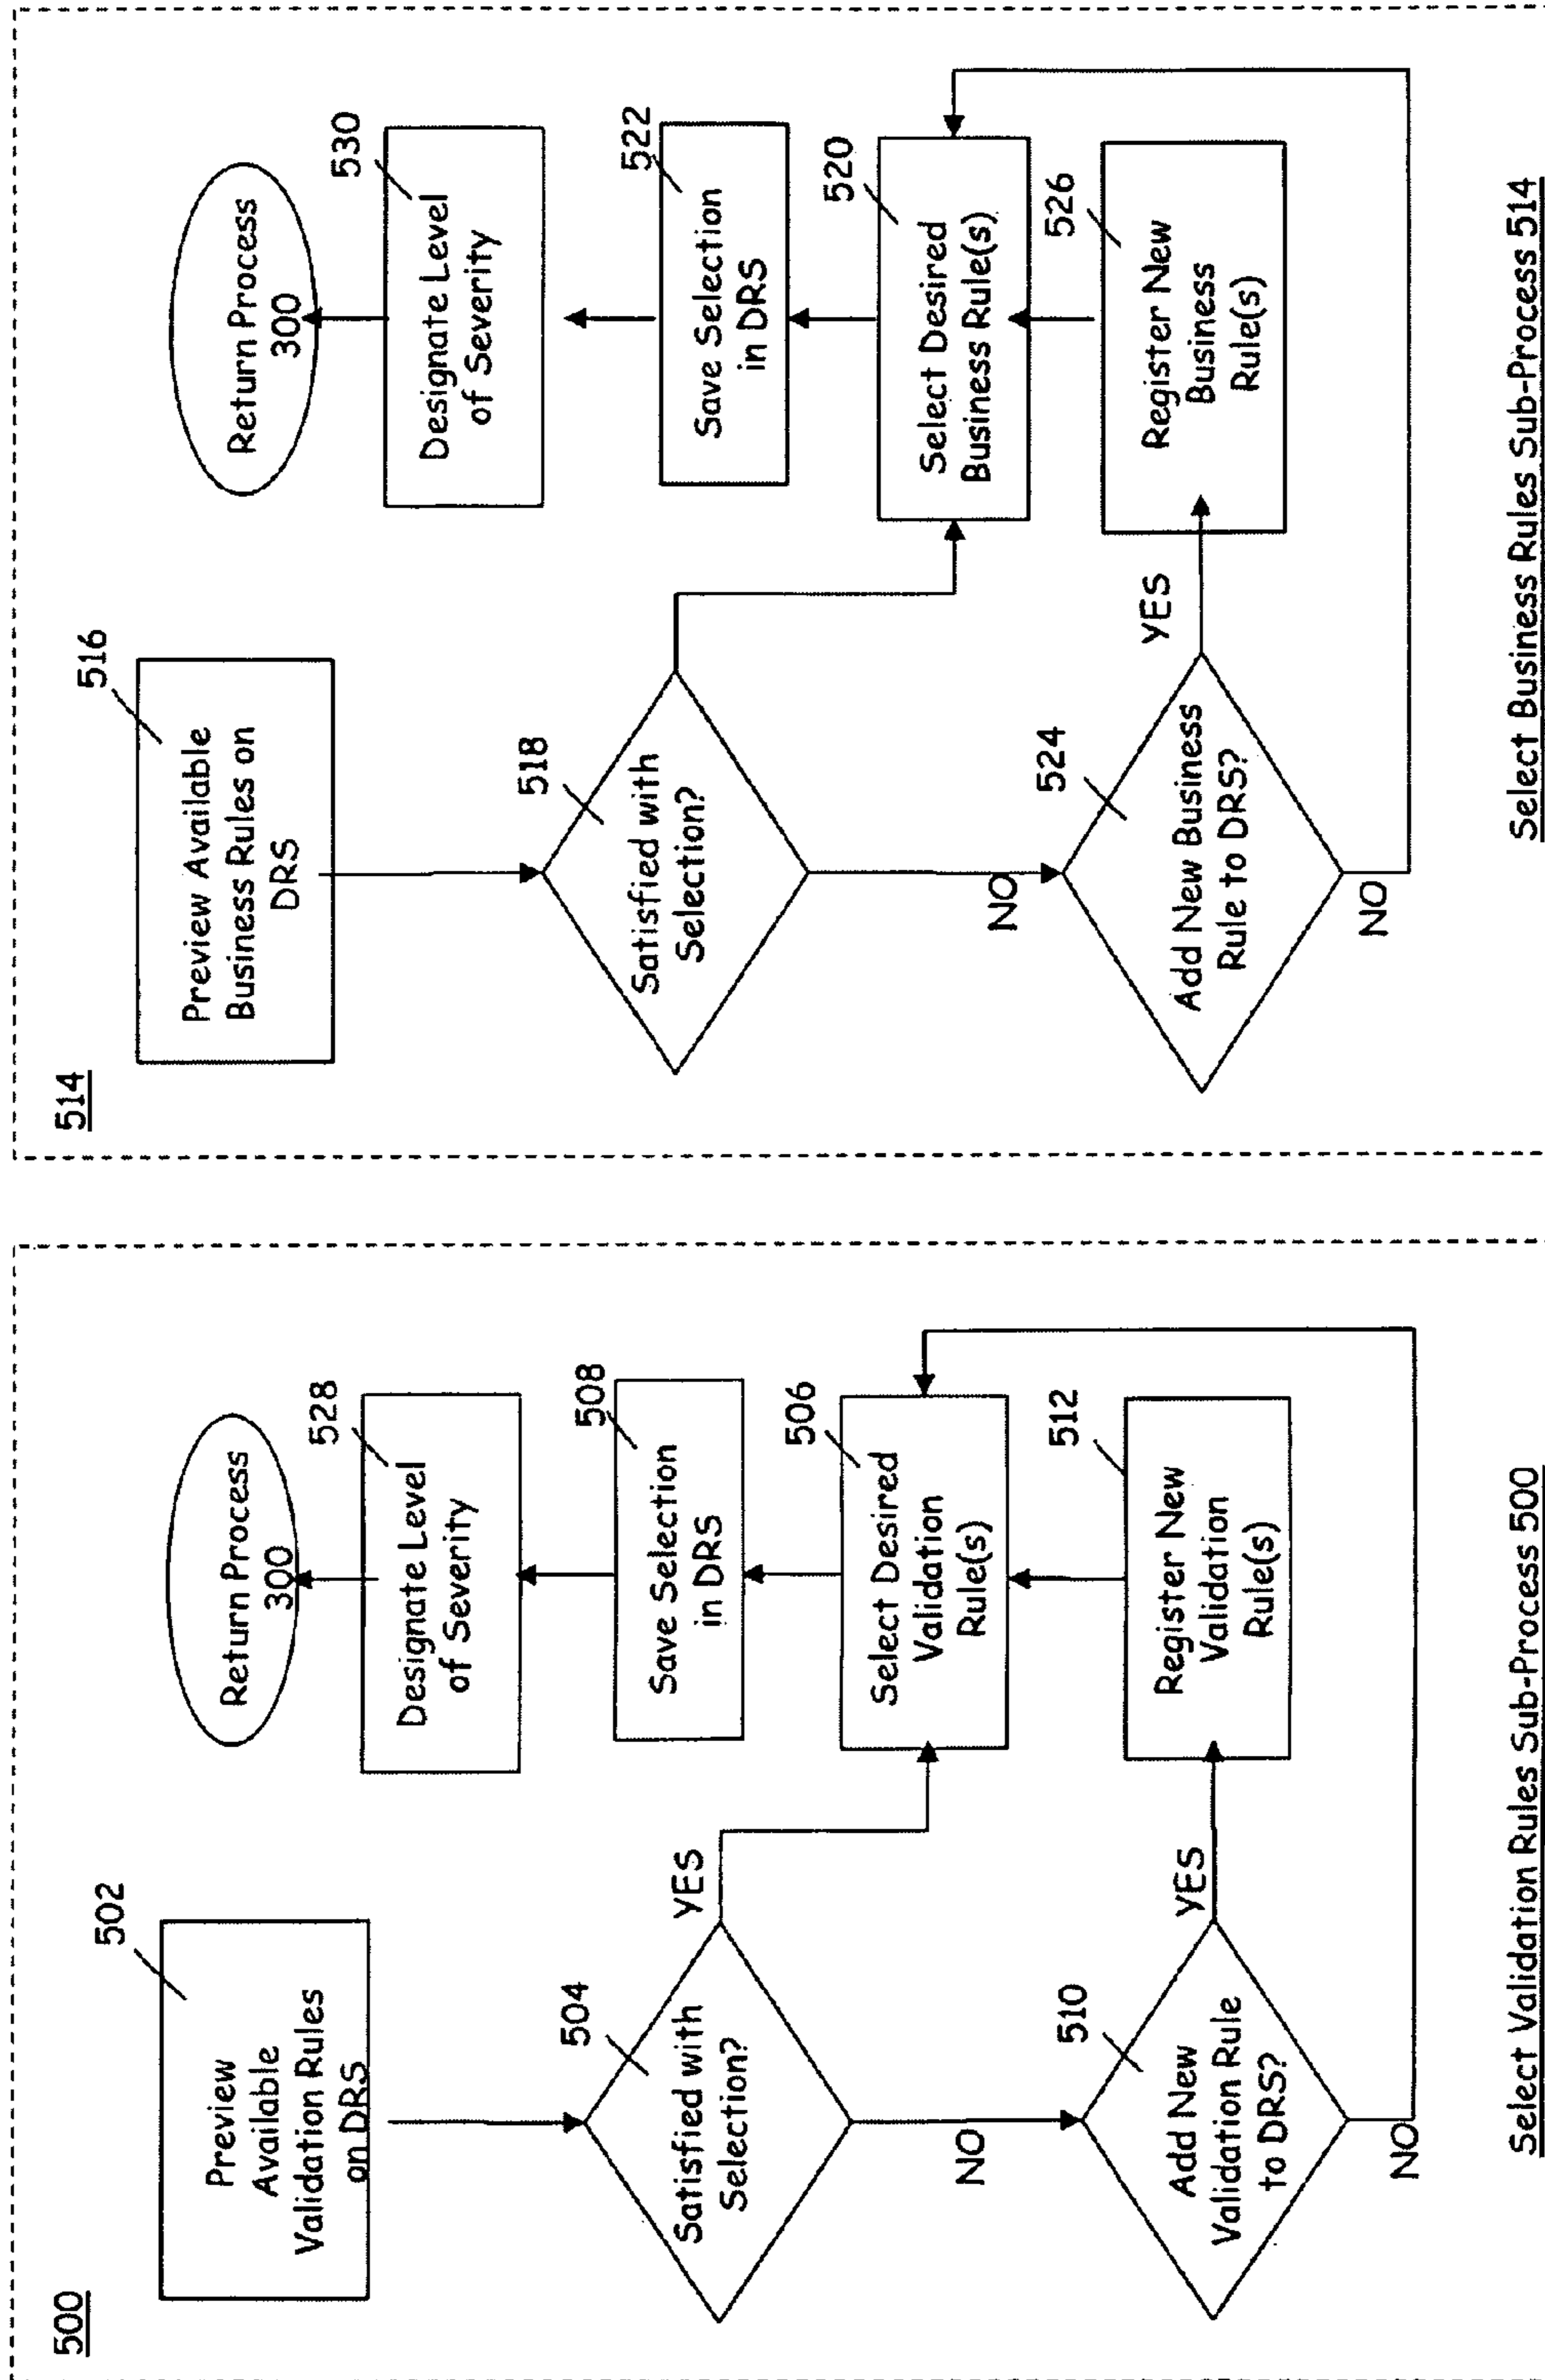 500
502
Preview
Available
Validation Rules
on DRS
504
Satisfied with
Selection?
YES
NO
510
Add New
Validation Rule
to DRS?
YES
NO
Return Process
300
528
Designate Level
of Severity
508
Save Selection
in DRS
506
Select Desired
Validation
Rule(s)
512
Register New
Validation
Rule(s)
Select Validation Rules Sub-Process 500
514
516
Preview Available
Business Rules on
DRS
518
Satisfied with
Selection?
NO
524
Add New Business
Rule to DRS?
YES
NO
Return Process
300
530
Designate Level
of Severity
522
Save Selection
in DRS
520
Select Desired
Business Rule(s)
526
Register New
Business
Rule(s)
Select Business Rules Sub-Process 514